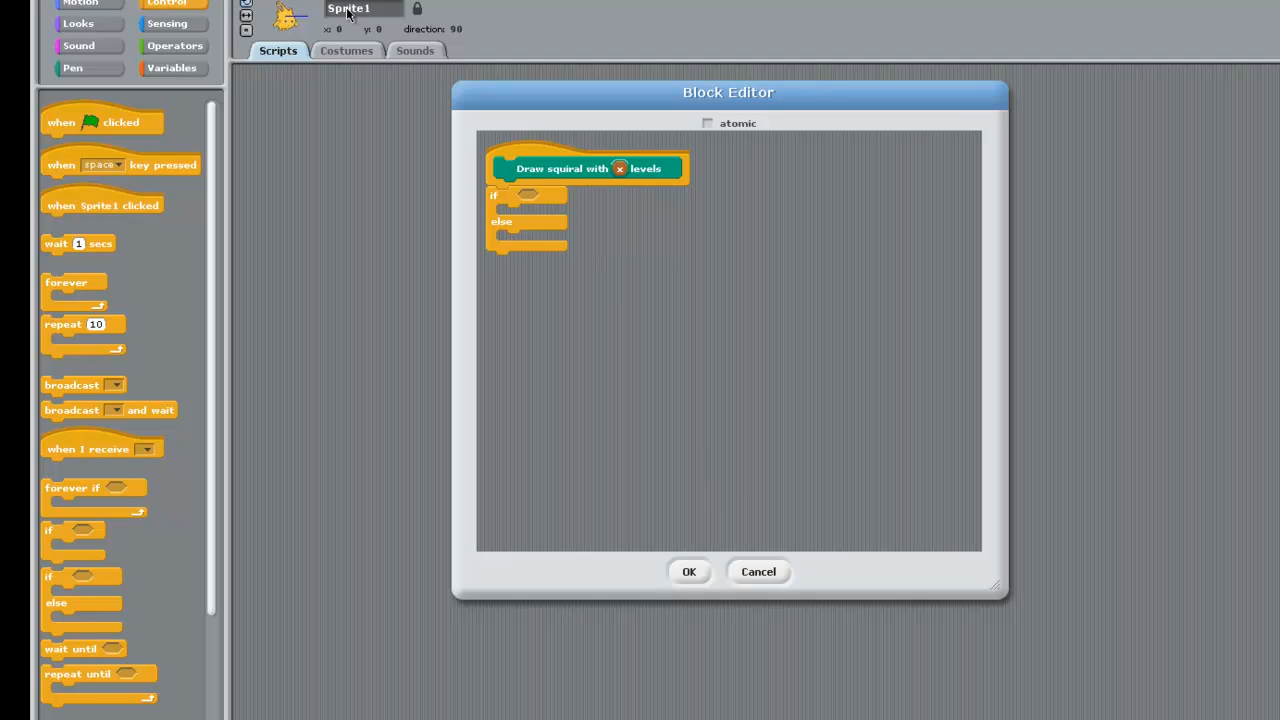 Motion Control
Looks Sensing
Sound Operators
Pen Variables
Sprite1
x: 0 y: 0 direction: 90
Scripts Costumes Sounds
when clicked
when space key pressed
when Sprite1 clicked
wait 1 secs
forever
repeat 10
broadcast
broadcast and wait
when I receive
forever if
if
if
else
wait until
repeat until
Block Editor
atomic
Draw squiral with x levels
if
else
OK Cancel